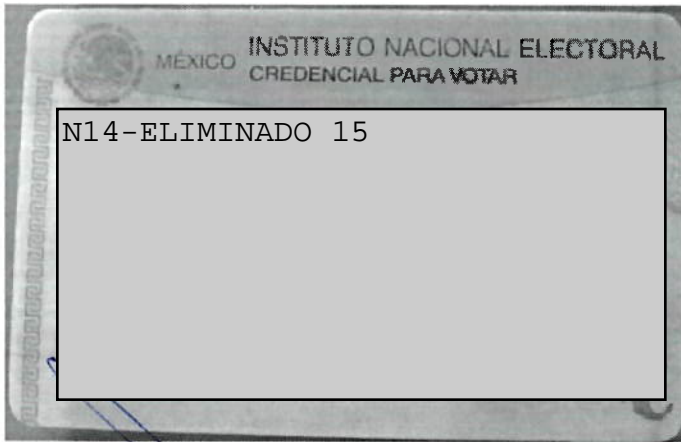 MÉXICO INSTITUTO NACIONAL ELECTORAL
CREDENCIAL PARA VOTAR
N14-ELIMINADO 15